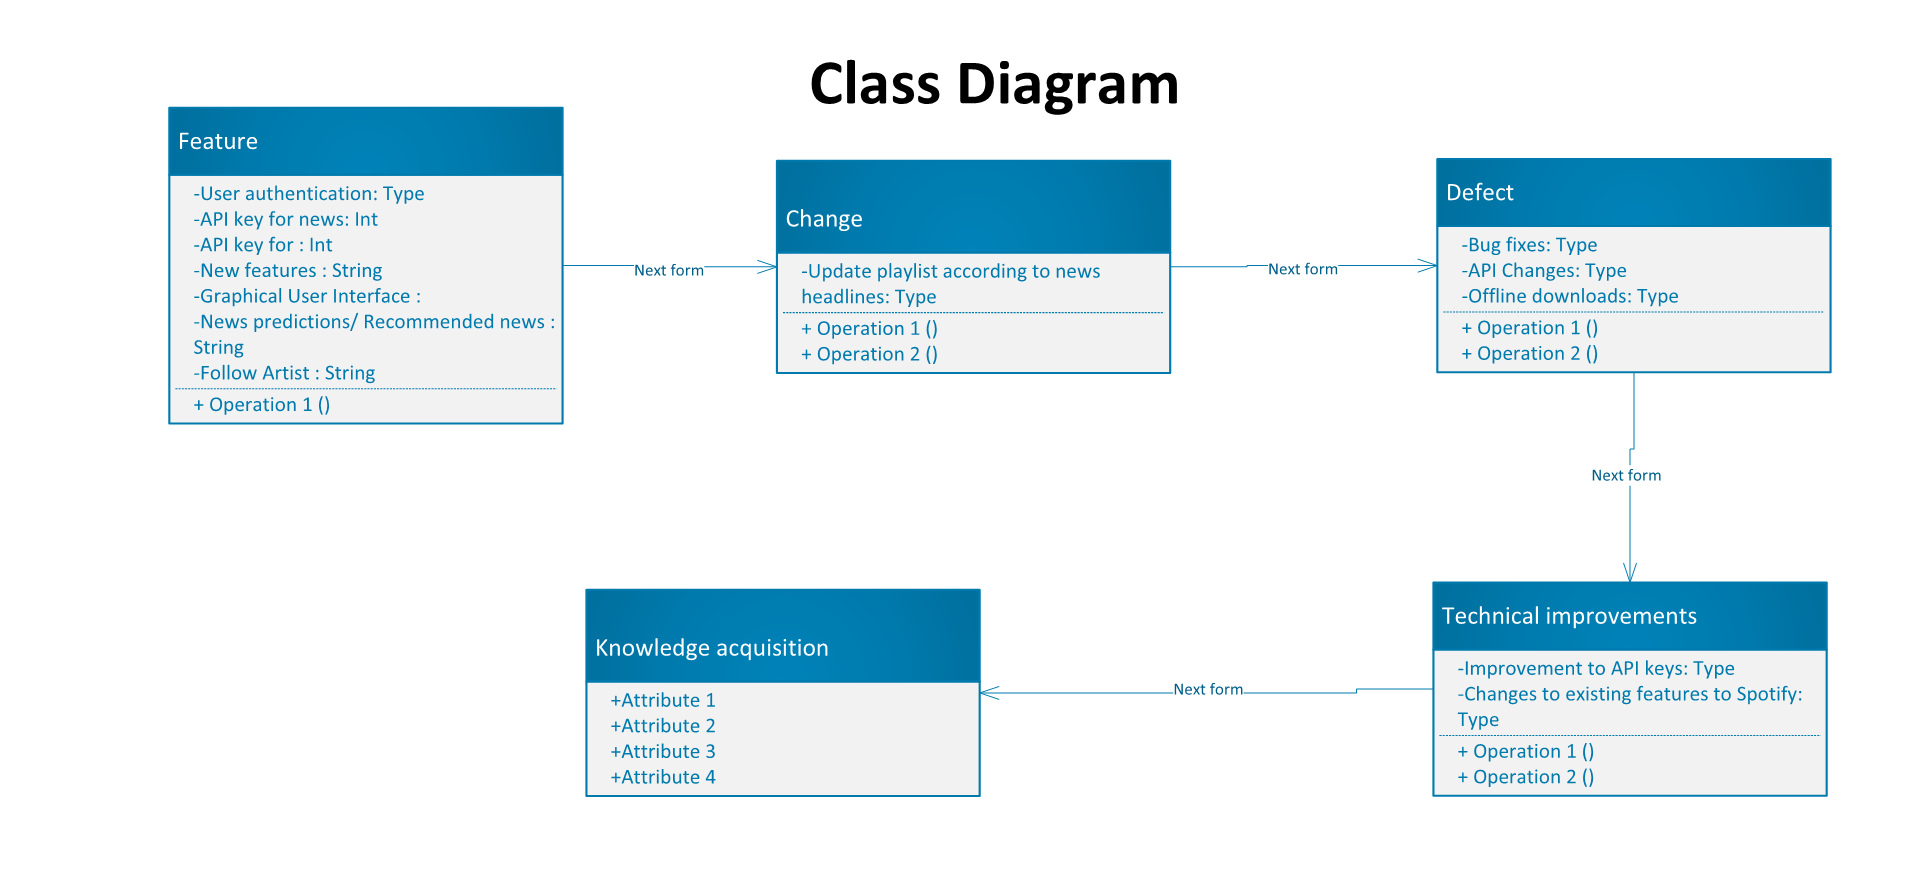 Class Diagram
Feature
-User authentication: Type
-API key for news: Int
-API key for : Int
-New features : String
-Graphical User Interface :
-News predictions/ Recommended news :
String
-Follow Artist : String
+ Operation 1 ()
Next form
Change
-Update playlist according to news
headlines: Type
+ Operation 1 ()
+ Operation 2 ()
Next form
Defect
-Bug fixes: Type
-API Changes: Type
-Offline downloads: Type
+ Operation 1 ()
+ Operation 2 ()
Next form
Technical improvements
-Improvement to API keys: Type
-Changes to existing features to Spotify:
Type
+ Operation 1 ()
+ Operation 2 ()
Next form
Knowledge acquisition
+Attribute 1
+Attribute 2
+Attribute 3
+Attribute 4